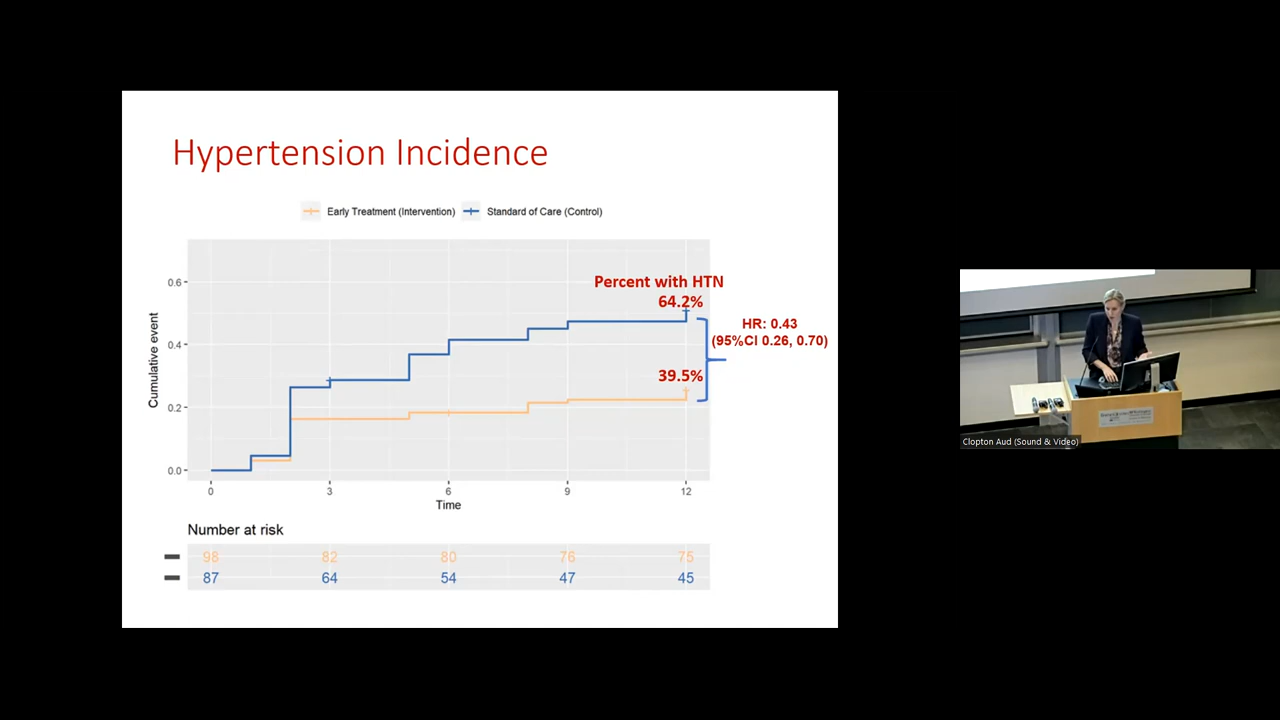 Hypertension Incidence
Early Treatment (Intervention) Standard of Care (Control)
Percent with HTN
64.2%
HR: 0.43
(95%CI 0.26, 0.70)
39.5%
Cumulative event
0.6
0.4
0.2
0.0
0 3 6 9 12
Time
Number at risk
98 82 80 76 75
87 64 54 47 45
Clopton Aud (Sound & Video)